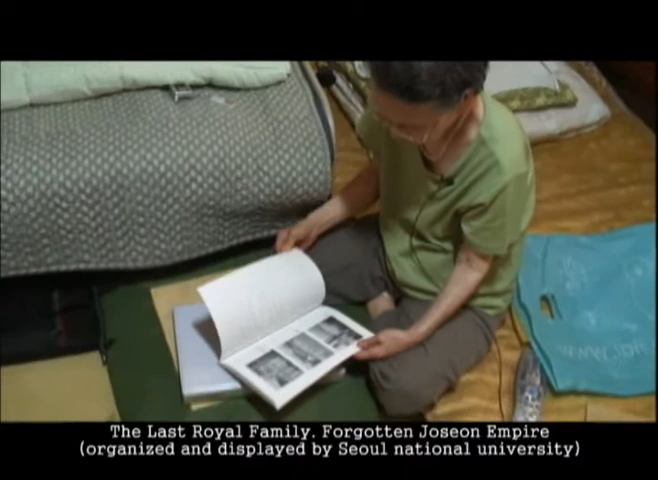 The Last Royal Family. Forgotten Joseon Empire
(organized and displayed by Seoul national university)